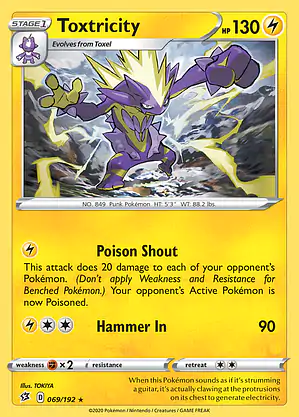 STAGE 1 Toxtricity HP 130
Evolves from Toxel
NO. 849 Punk Pokémon HT: 5'3" WT: 88.2 lbs.
Poison Shout
This attack does 20 damage to each of your opponent's
Pokémon. (Don't apply Weakness and Resistance for
Benched Pokémon.) Your opponent's Active Pokémon is
now Poisoned.
Hammer In 90
weakness ×2 resistance retreat
Illus. TOKIYA
D 069/192 ★
When this Pokémon sounds as if it's strumming
a guitar, it's actually clawing at the protrusions
on its chest to generate electricity.
©2020 Pokémon / Nintendo / Creatures / GAME FREAK